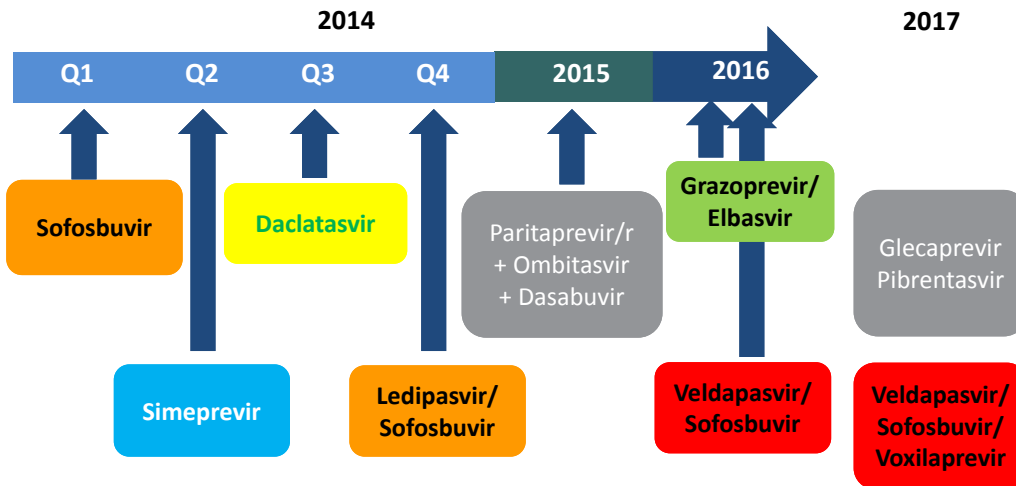 2014
2017
Q1
Q2
Q3
Q4
2015
2016
Sofosbuvir
Daclatasvir
Paritaprevir/r
+ Ombitasvir
+ Dasabuvir
Grazoprevir/
Elbasvir
Glecaprevir
Pibrentasvir
Simeprevir
Ledipasvir/
Sofosbuvir
Veldapasvir/
Sofosbuvir
Veldapasvir/
Sofosbuvir/
Voxilaprevir